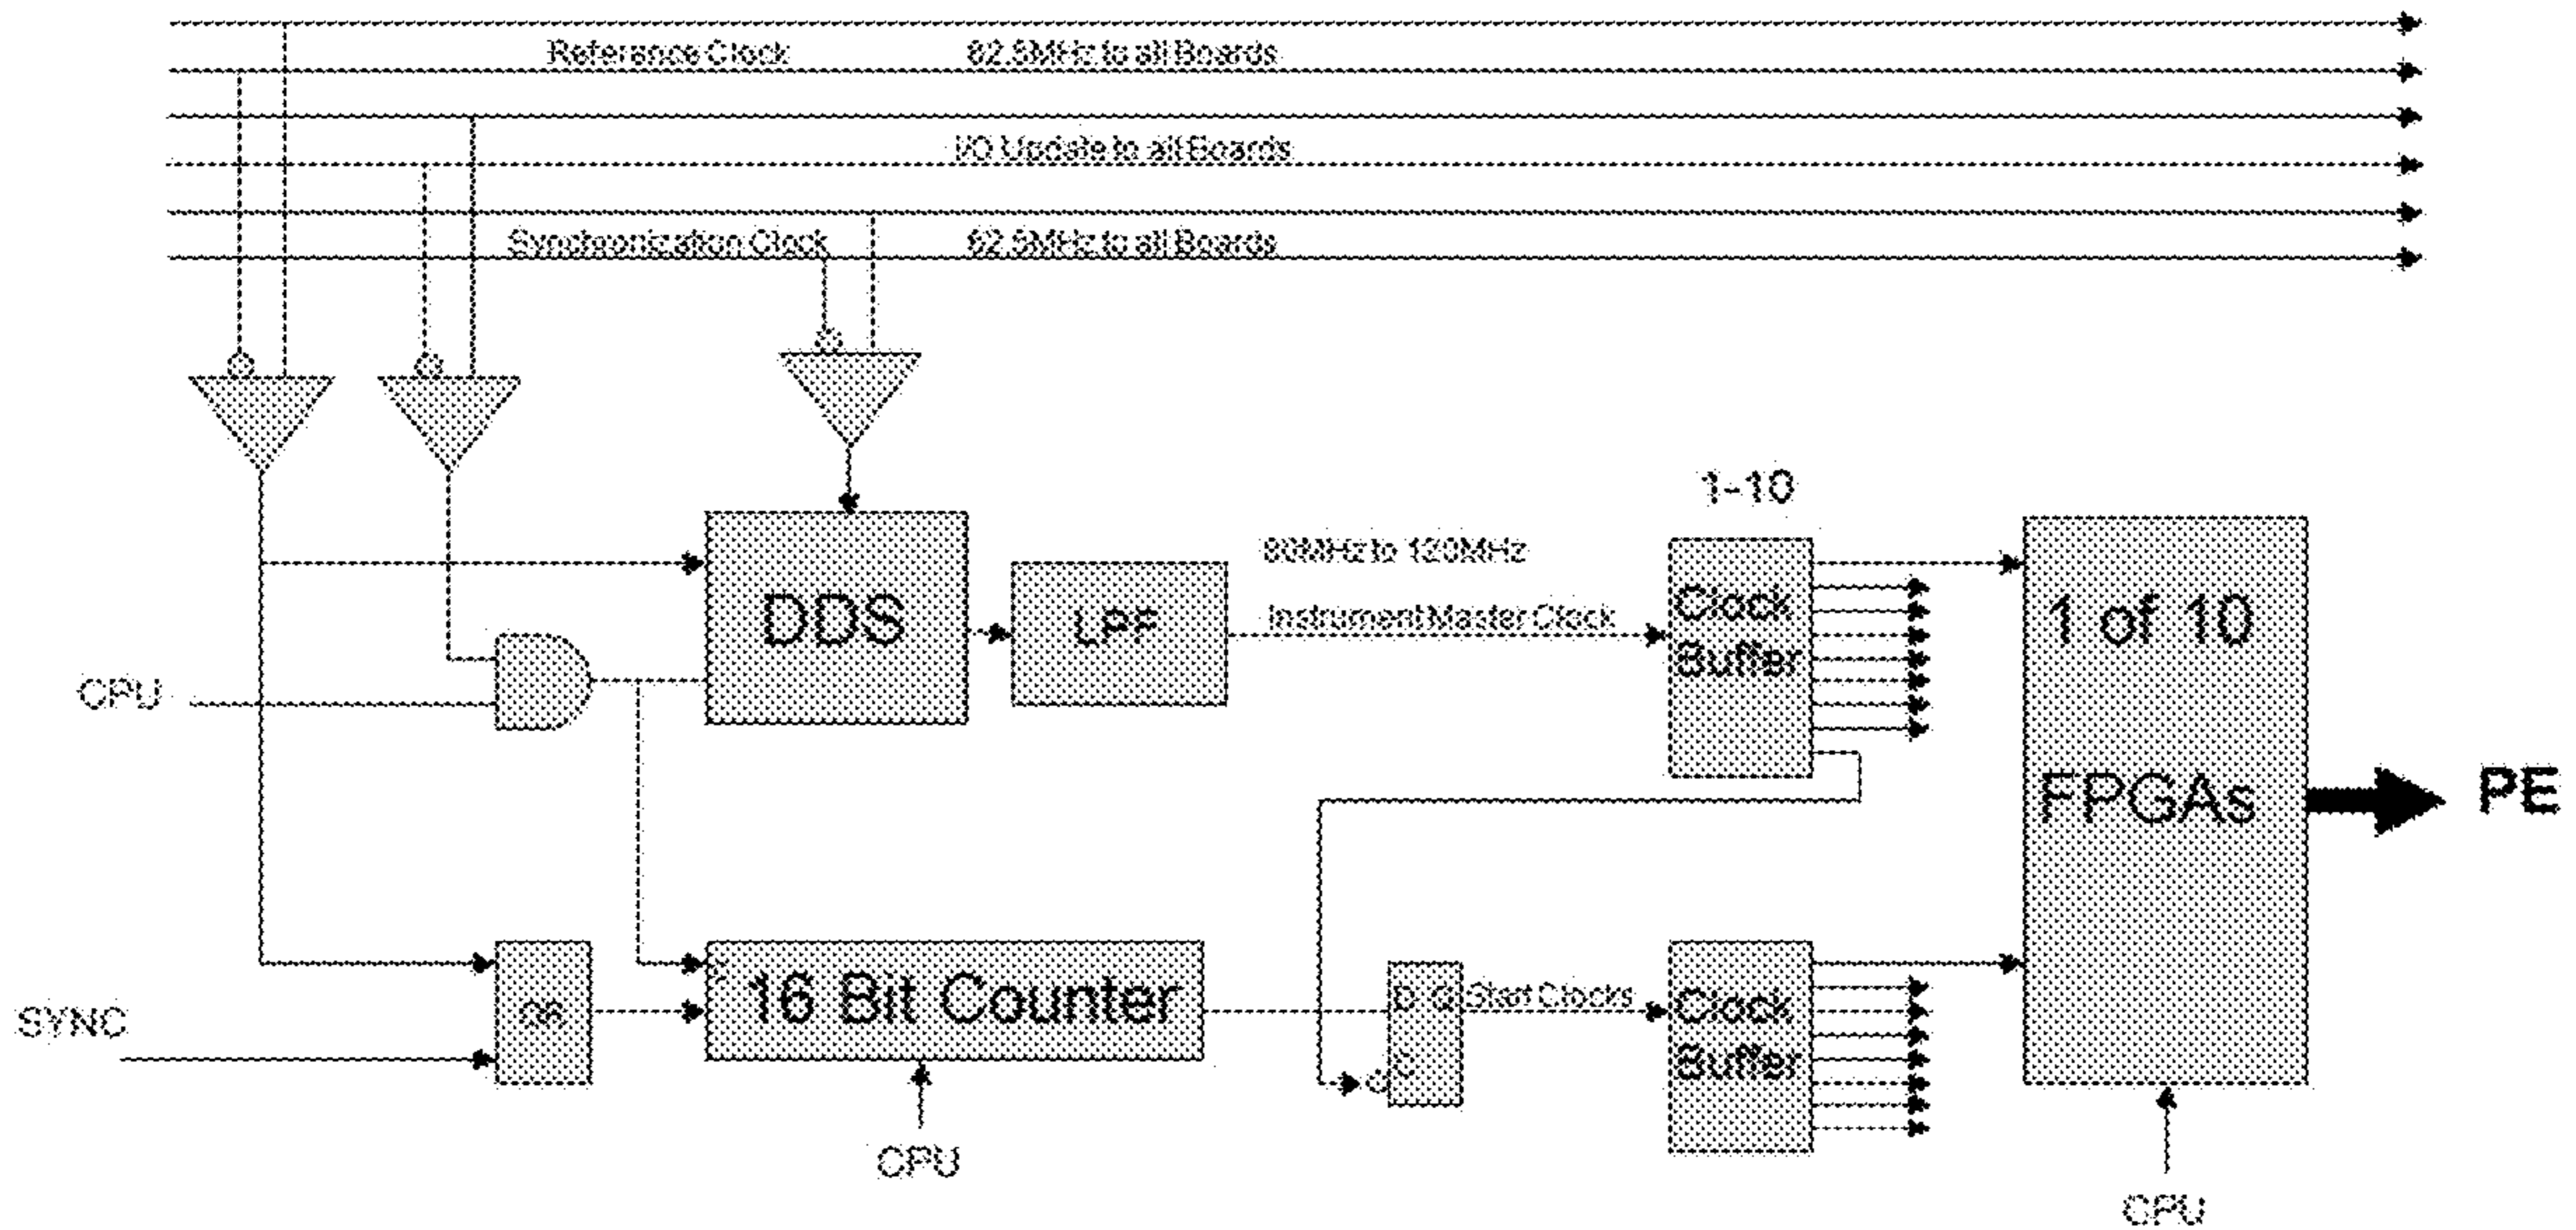 Reference Clock 62.5MHz to all Boards
I/O Update to all Boards
Synchronization Clock 62.5MHz to all Boards
1-10
80MHz to 120MHz
DDS
LPF
Instrument Master Clock
Clock
Buffer
1 of 10
FPGAs
CPU
PE
16 Bit Counter
OR
D Q
Start Clocks
Clock
Buffer
C
SYNC
CPU
CPU